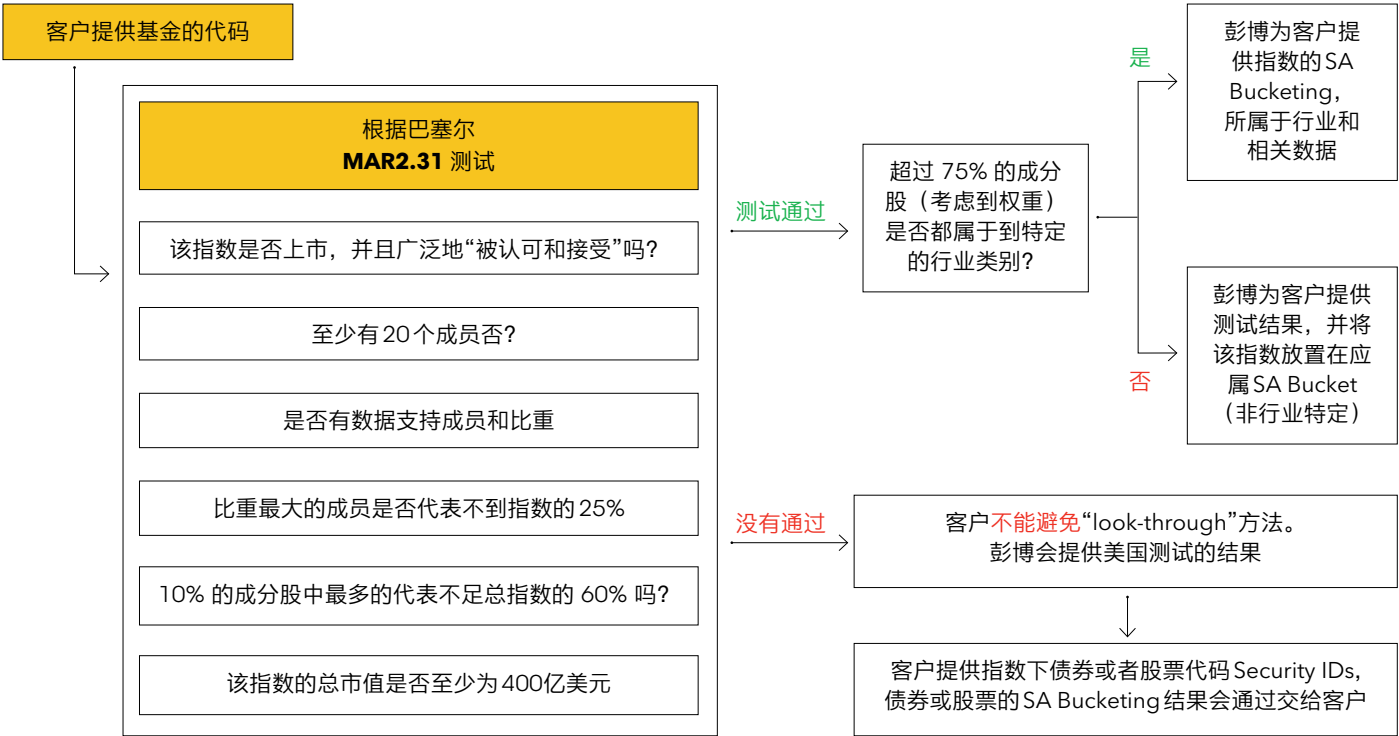 客户提供基金的代码
根据巴塞尔
MAR2.31 测试
该指数是否上市，并且广泛地“被认可和接受”吗？
至少有20个成员否？
是否有数据支持成员和比重
比重最大的成员是否代表不到指数的25%
10% 的成分股中最多的代表不足总指数的 60% 吗？
该指数的总市值是否至少为400亿美元
测试通过
超过 75% 的成分
股（考虑到权重）
是否都属于到特定
的行业类别？
是
彭博为客户提
供指数的SA
Bucketing，
所属于行业和
相关数据
否
彭博为客户提供
测试结果，并将
该指数放置在应
属SA Bucket
（非行业特定）
没有通过
客户不能避免“look-through”方法。
彭博会提供美国测试的结果
客户提供指数下债券或者股票代码Security IDs，
债券或股票的SA Bucketing结果会通过交给客户